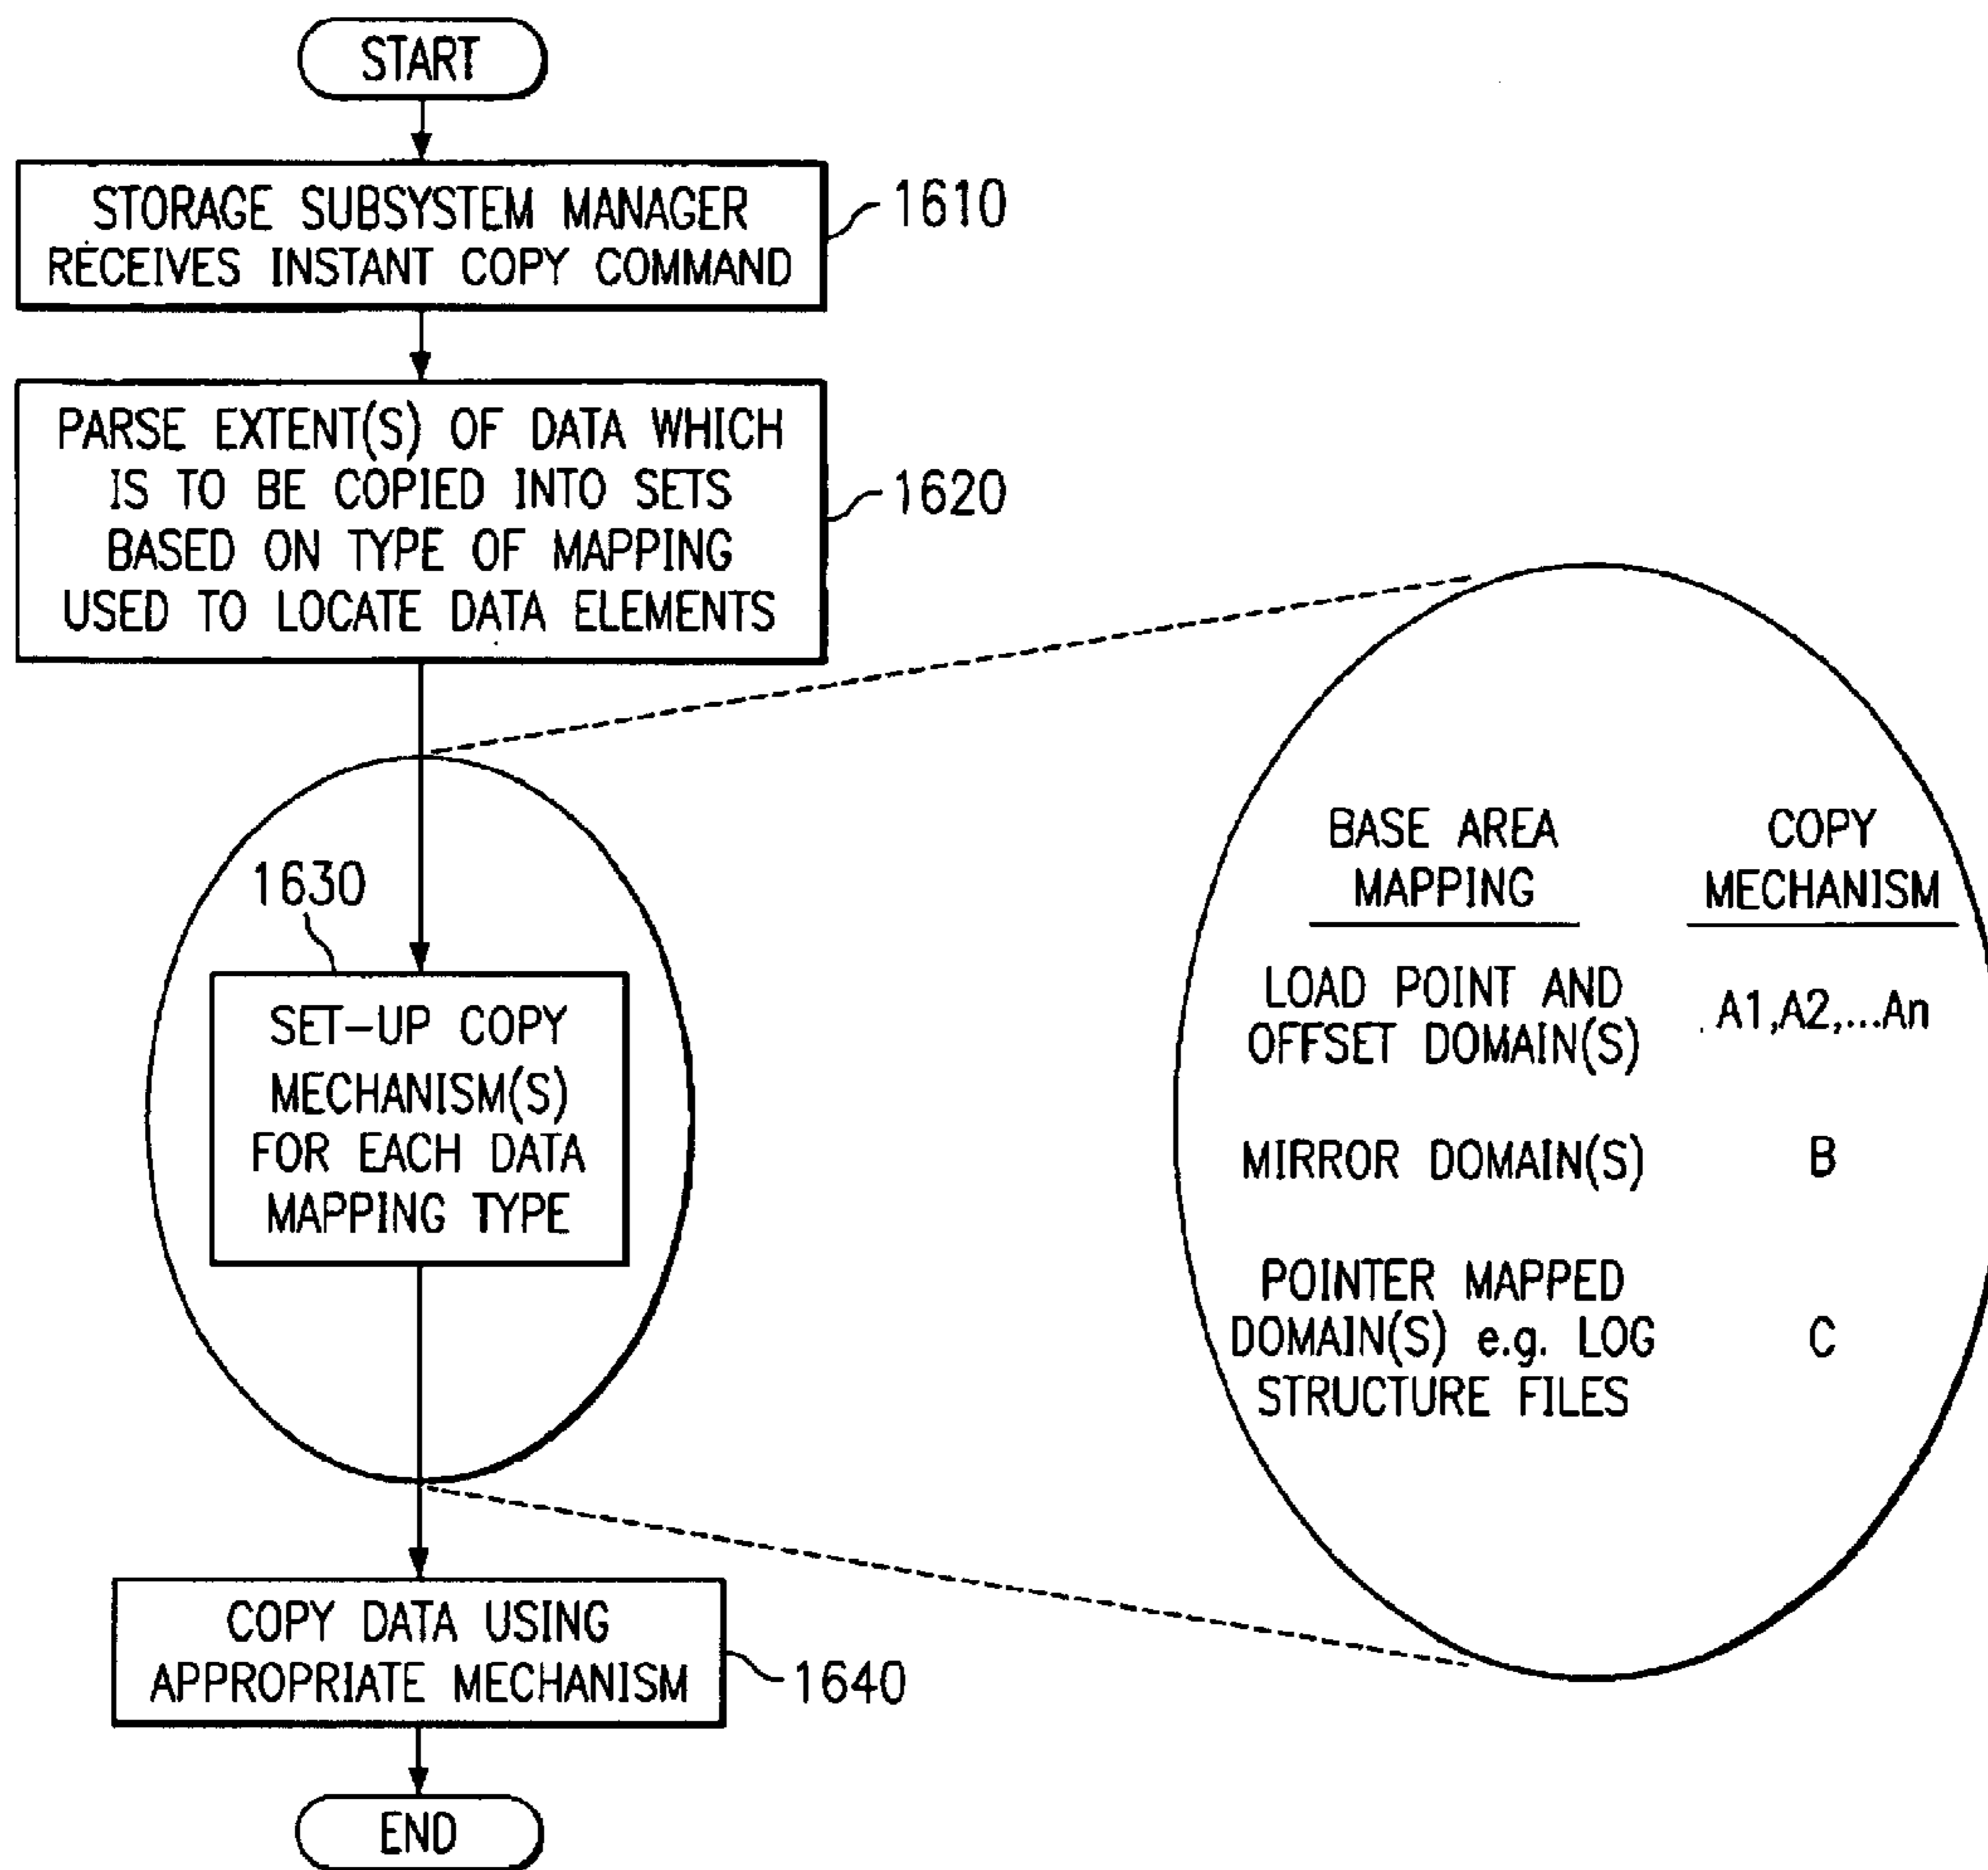 START
STORAGE SUBSYSTEM MANAGER
RECEIVES INSTANT COPY COMMAND
1610
PARSE EXTENT(S) OF DATA WHICH
IS TO BE COPIED INTO SETS
BASED ON TYPE OF MAPPING
USED TO LOCATE DATA ELEMENTS
1620
1630
SET-UP COPY
MECHANISM(S)
FOR EACH DATA
MAPPING TYPE
BASE AREA
MAPPING
COPY
MECHANISM
LOAD POINT AND
OFFSET DOMAIN(S)
A1,A2,...An
MIRROR DOMAIN(S)
B
POINTER MAPPED
DOMAIN(S) e.g. LOG
STRUCTURE FILES
C
COPY DATA USING
APPROPRIATE MECHANISM
1640
END